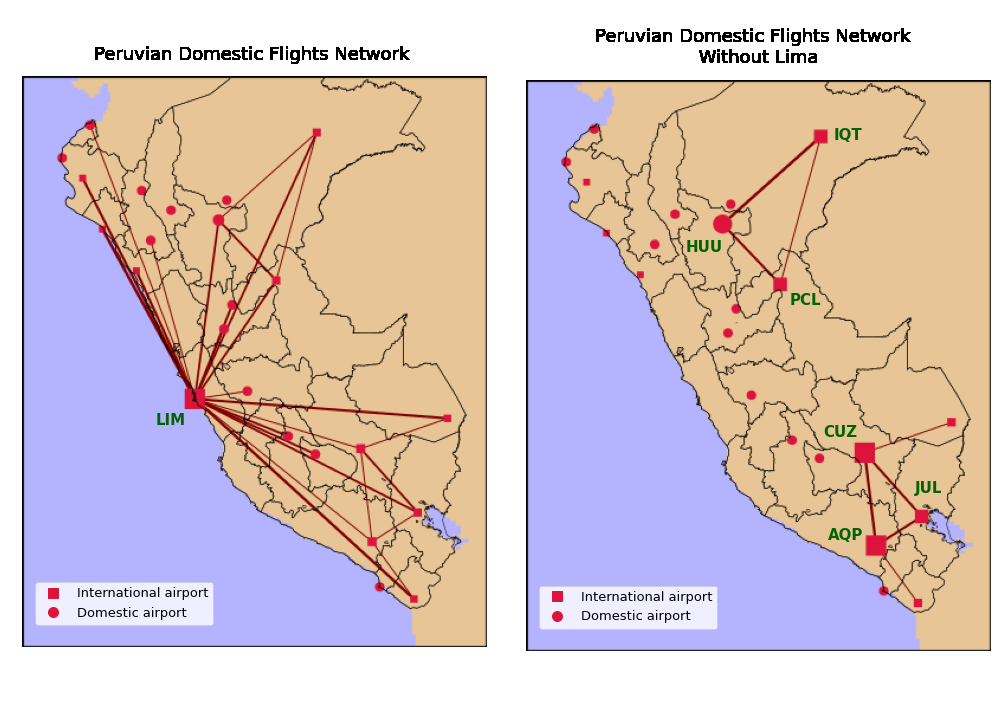 Peruvian Domestic Flights Network
LIM
International airport
Domestic airport
Peruvian Domestic Flights Network
Without Lima
IQT
HUU
PCL
CUZ
JUL
AQP
International airport
Domestic airport